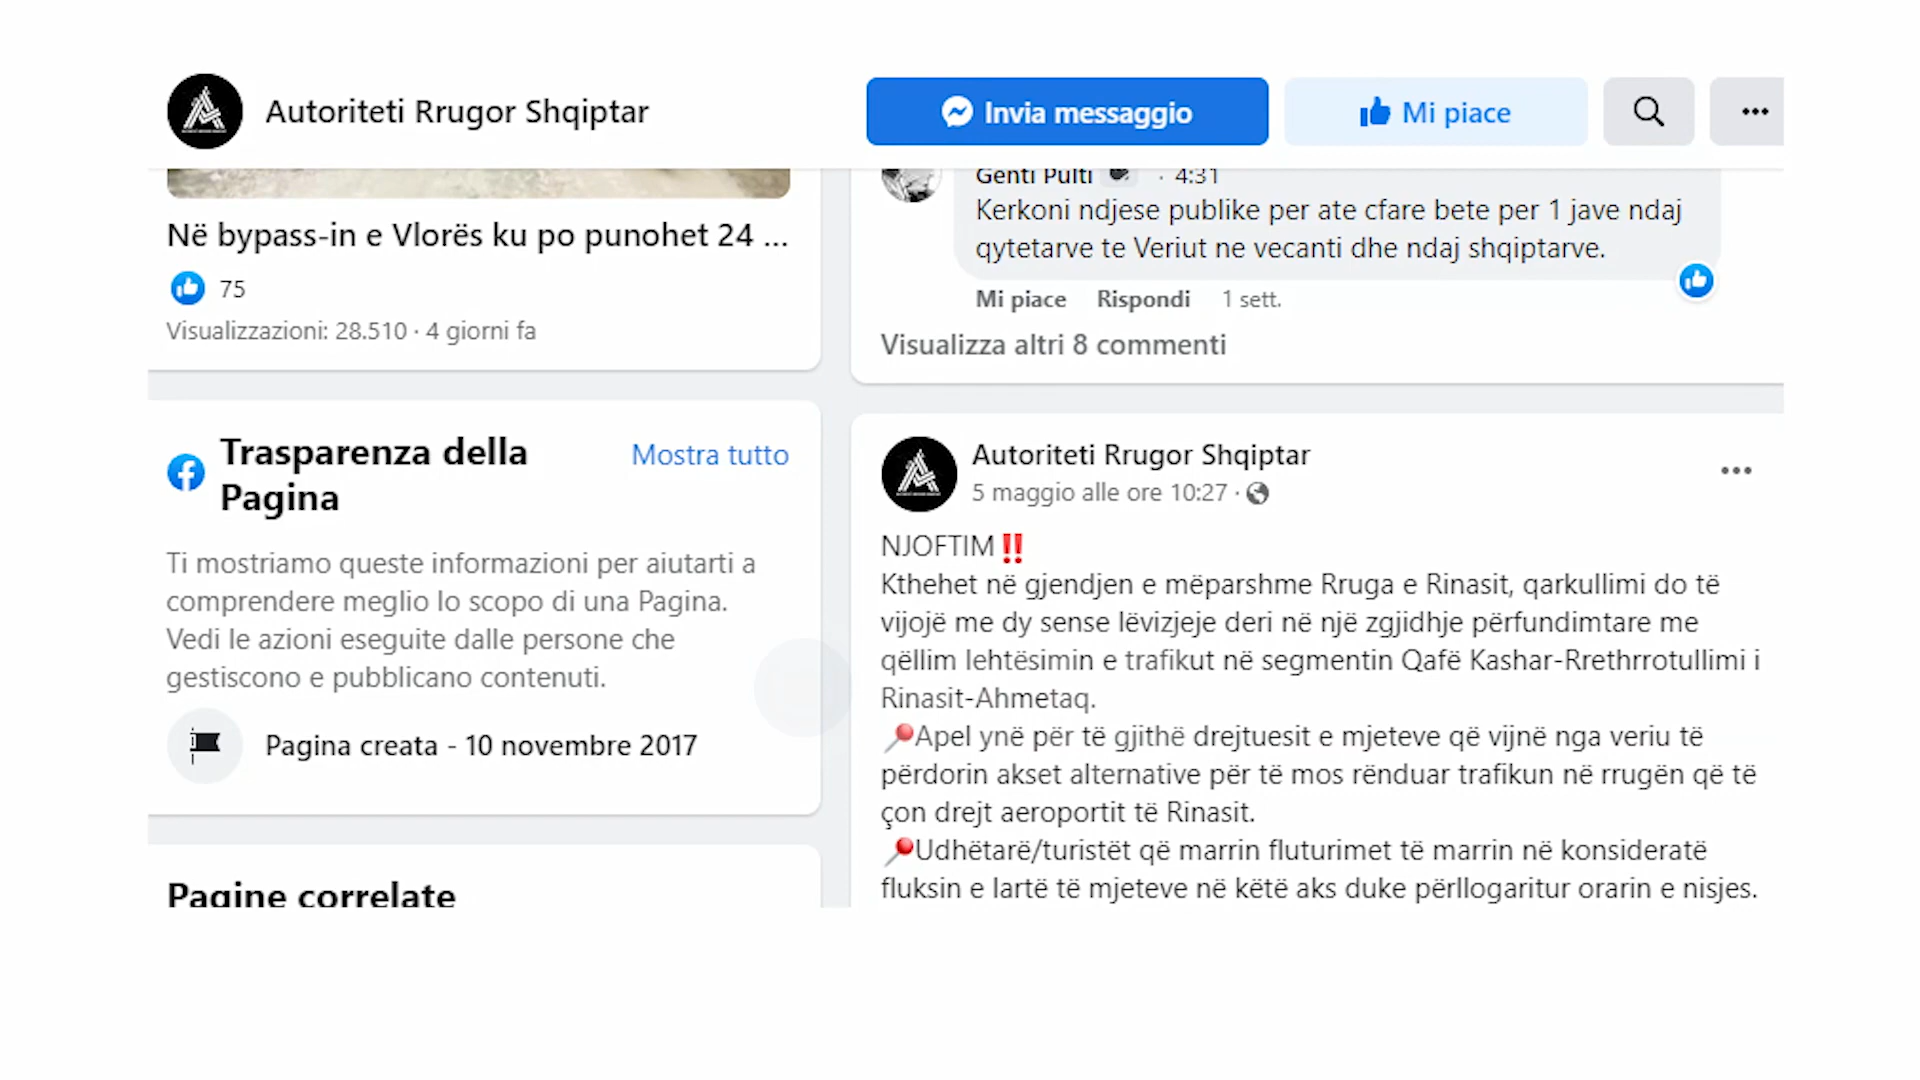 Autoriteti Rrugor Shqiptar
Invia messaggio
Mi piace
Në bypass-in e Vlorës ku po punohet 24 ...
75
Visualizzazioni: 28.510 · 4 giorni fa
Trasparenza della
Pagina
Mostra tutto
Ti mostriamo queste informazioni per aiutarti a
comprendere meglio lo scopo di una Pagina.
Vedi le azioni eseguite dalle persone che
gestiscono e pubblicano contenuti.
Pagina creata - 10 novembre 2017
Pagine correlate
Genti Pulti · 4:31
Kerkoni ndjese publike per ate cfare bete per 1 jave ndaj
qytetarve te Veriut ne vecanti dhe ndaj shqiptarve.
Mi piace Rispondi 1 sett.
Visualizza altri 8 commenti
Autoriteti Rrugor Shqiptar
5 maggio alle ore 10:27 ·
NJOFTIM‼️
Kthehet në gjendjen e mëparshme Rruga e Rinasit, qarkullimi do të
vijojë me dy sense lëvizjeje deri në një zgjidhje përfundimtare me
qëllim lehtësimin e trafikut në segmentin Qafë Kashar-Rrethrrotullimi i
Rinasit-Ahmetaq.
📍Apel ynë për të gjithë drejtuesit e mjeteve që vijnë nga veriu të
përdorin akset alternative për të mos rënduar trafikun në rrugën që të
çon drejt aeroportit të Rinasit.
📍Udhëtarë/turistët që marrin fluturimet të marrin në konsideratë
fluksin e lartë të mjeteve në këtë aks duke përllogaritur orarin e nisjes.